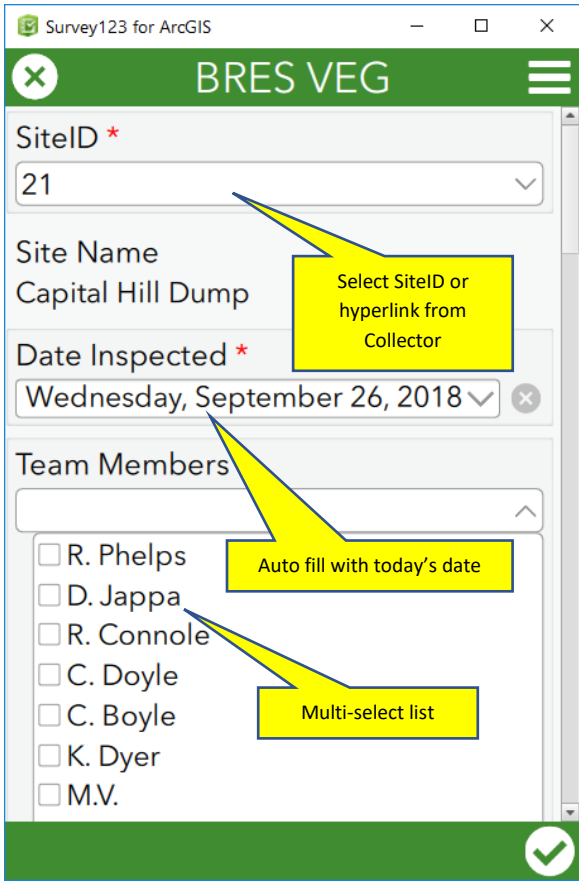 Survey123 for ArcGIS
BRES VEG
SiteID *
21
Select SiteID or
hyperlink from
Collector
Site Name
Capital Hill Dump
Date Inspected *
Wednesday, September 26, 2018
Team Members
Auto fill with today’s date
R. Phelps
D. Jappa
R. Connole
C. Doyle
Multi-select list
C. Boyle
K. Dyer
M.V.